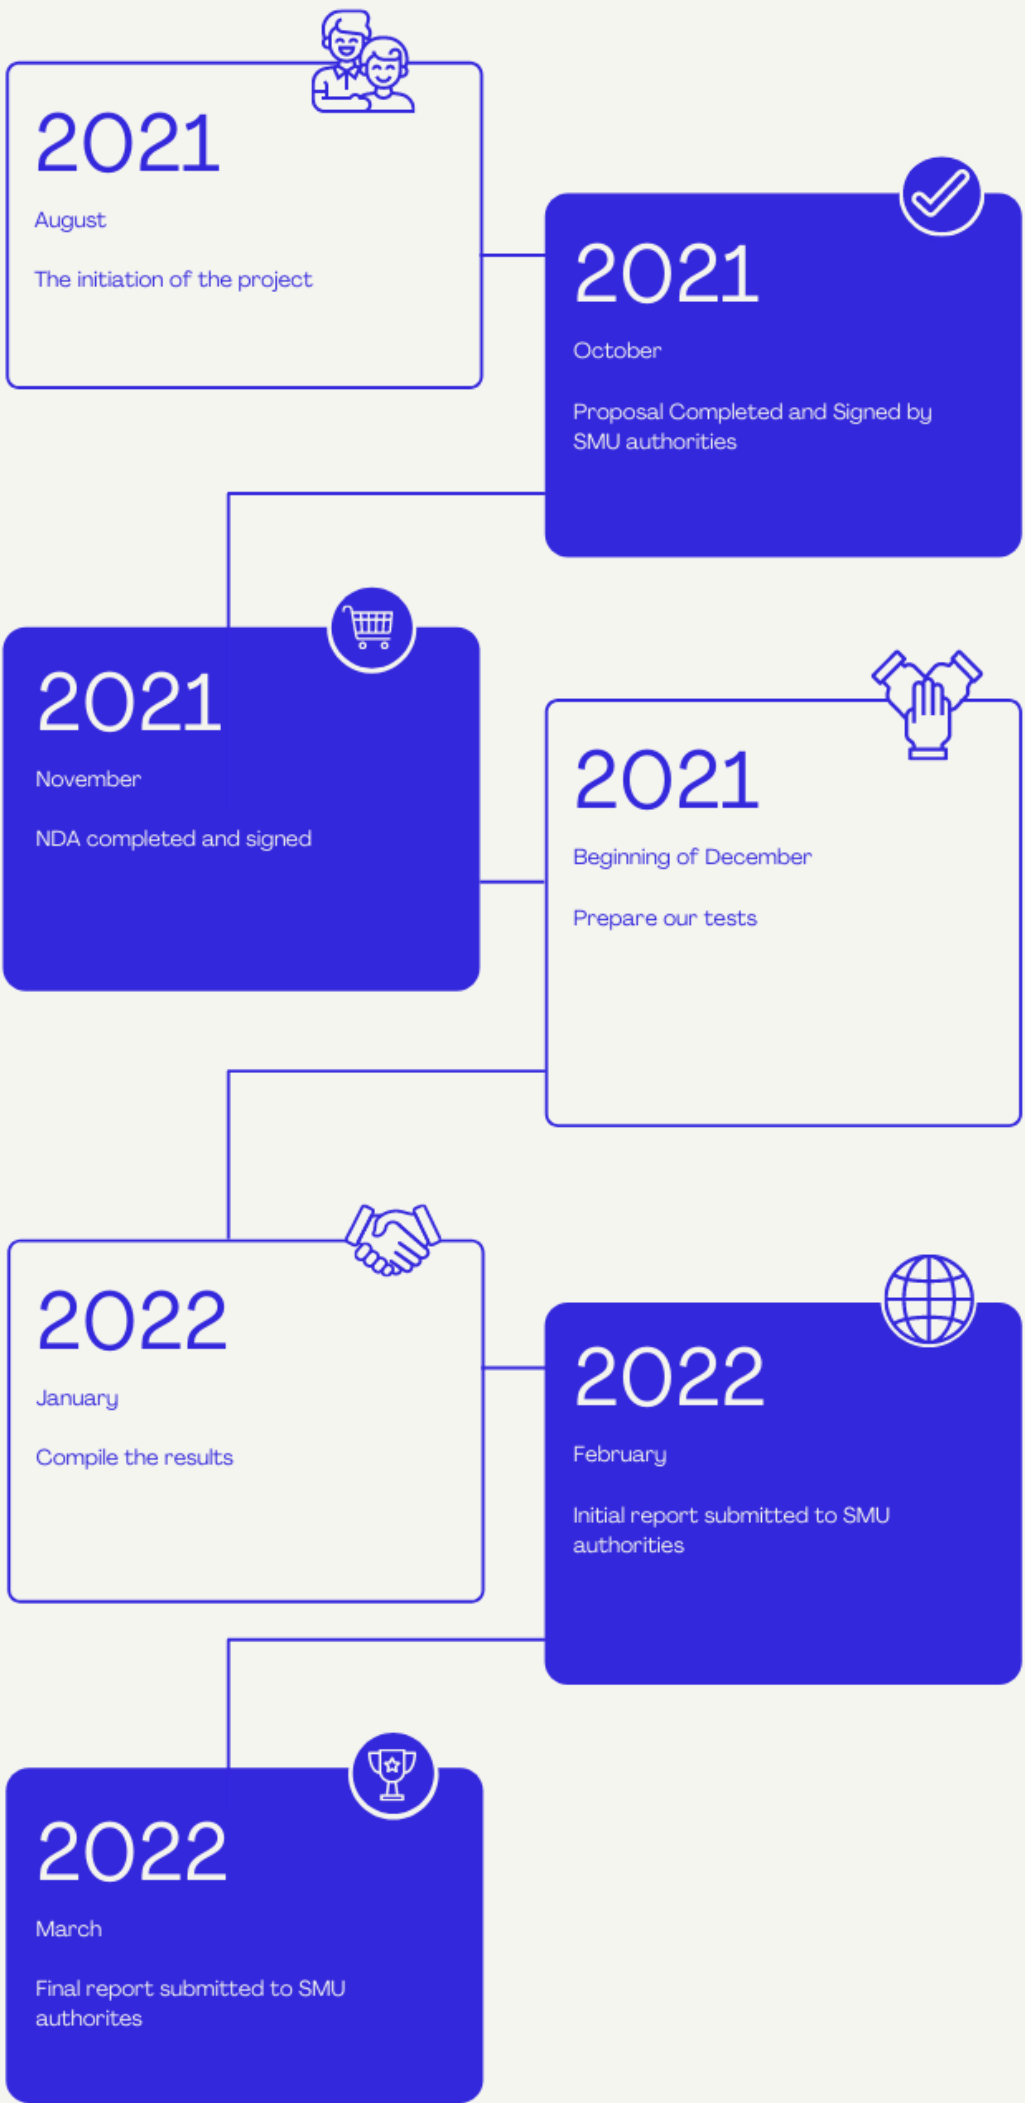 2021
August
The initiation of the project
2021
October
Proposal Completed and Signed by
SMU authorities
2021
November
NDA completed and signed
2021
Beginning of December
Prepare our tests
2022
January
Compile the results
2022
February
Initial report submitted to SMU
authorities
2022
March
Final report submitted to SMU
authorites